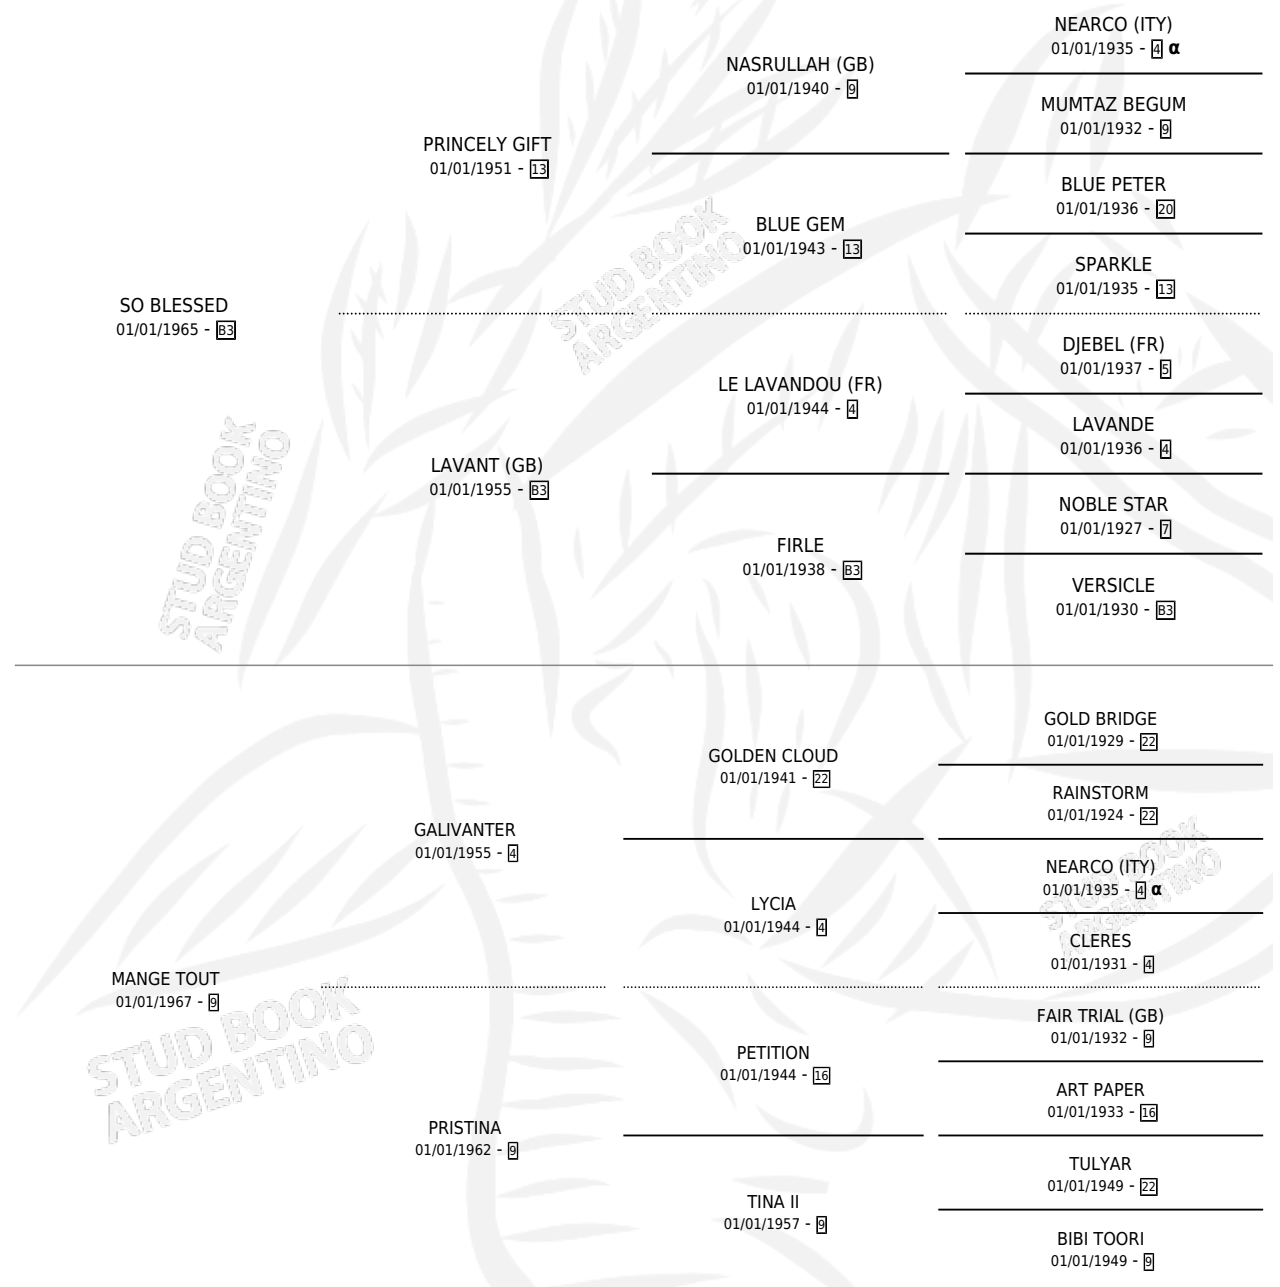 NEARCO (ITY)
01/01/1935 - 4 α
NASRULLAH (GB)
01/01/1940 - 9
MUMTAZ BEGUM
01/01/1932 - 9
PRINCELY GIFT
01/01/1951 - 13
BLUE PETER
01/01/1936 - 20
BLUE GEM
01/01/1943 - 13
SPARKLE
01/01/1935 - 13
SO BLESSED
01/01/1965 - B3
DJEBEL (FR)
01/01/1937 - 5
LE LAVANDOU (FR)
01/01/1944 - 4
LAVANDE
01/01/1936 - 4
LAVANT (GB)
01/01/1955 - B3
NOBLE STAR
01/01/1927 - 7
FIRLE
01/01/1938 - B3
VERSICLE
01/01/1930 - B3
GOLD BRIDGE
01/01/1929 - 22
GOLDEN CLOUD
01/01/1941 - 22
RAINSTORM
01/01/1924 - 22
GALIVANTER
01/01/1955 - 4
NEARCO (ITY)
01/01/1935 - 4 α
LYCIA
01/01/1944 - 4
CLERES
01/01/1931 - 4
MANGE TOUT
01/01/1967 - 9
FAIR TRIAL (GB)
01/01/1932 - 9
PETITION
01/01/1944 - 16
ART PAPER
01/01/1933 - 16
PRISTINA
01/01/1962 - 9
TULYAR
01/01/1949 - 22
TINA II
01/01/1957 - 9
BIBI TOORI
01/01/1949 - 9
STUD BOOK
ARGENTINO
STUD BOOK
ARGENTINO
STUD BOOK
ARGENTINO
STUD BOOK
ARGENTINO